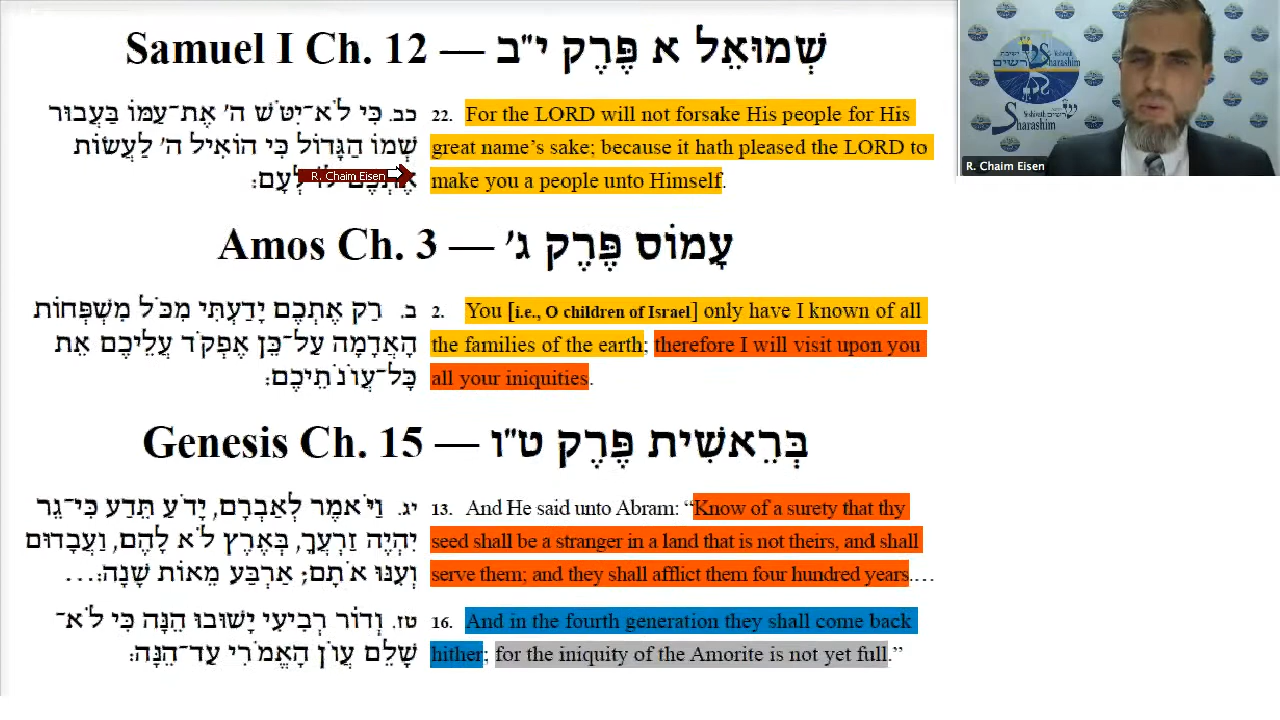 Samuel I Ch. 12 — שְׁמוּאֵל א פֶּרֶק י״ב
כב. כִּי לֹא־יִטֹּשׁ ה׳ אֶת־עַמּוֹ בַּעֲבוּר
שְׁמוֹ הַגָּדוֹל כִּי הוֹאִיל ה׳ לַעֲשׂוֹת
אֶתְכֶם לוֹ לְעָם:
R. Chaim Eisen
22. For the LORD will not forsake His people for His
great name's sake; because it hath pleased the LORD to
make you a people unto Himself.
Amos Ch. 3 — עָמוֹס פֶּרֶק ג׳
ב. רַק אֶתְכֶם יָדַעְתִּי מִכֹּל מִשְׁפְּחוֹת
הָאֲדָמָה עַל־כֵּן אֶפְקֹד עֲלֵיכֶם אֵת
כָּל־עֲוֹנֹתֵיכֶם:
2. You [i.e., O children of Israel] only have I known of all
the families of the earth; therefore I will visit upon you
all your iniquities.
Genesis Ch. 15 — בְּרֵאשִׁית פֶּרֶק ט״ו
יג. וַיֹּאמֶר לְאַבְרָם, יָדֹעַ תֵּדַע כִּי־גֵר
יִהְיֶה זַרְעֲךָ, בְּאֶרֶץ לֹא לָהֶם, וַעֲבָדוּם
וְעִנּוּ אֹתָם; אַרְבַּע מֵאוֹת שָׁנָה:…
13. And He said unto Abram: “Know of a surety that thy
seed shall be a stranger in a land that is not theirs, and shall
serve them; and they shall afflict them four hundred years.…
טז. וְדוֹר רְבִיעִי יָשׁוּבוּ הֵנָּה כִּי לֹא־
שָׁלֵם עֲוֹן הָאֱמֹרִי עַד־הֵנָּה:
16. And in the fourth generation they shall come back
hither; for the iniquity of the Amorite is not yet full.”
Yeshivath
Sharashim
שרשים
Yeshivath
Sharashim
R. Chaim Eisen